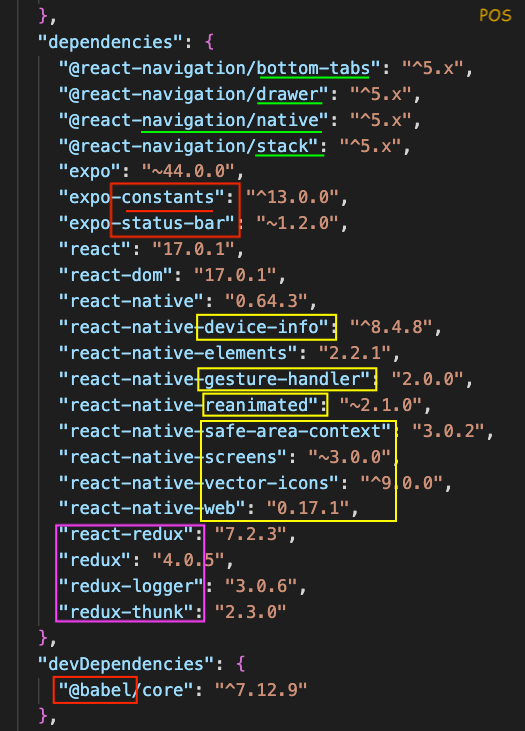 },
POS
"dependencies": {
"@react-navigation/bottom-tabs": "^5.x",
"@react-navigation/drawer": "^5.x",
"@react-navigation/native": "^5.x",
"@react-navigation/stack": "^5.x",
"expo": "~44.0.0",
"expo-constants": "^13.0.0",
"expo-status-bar": "~1.2.0",
"react": "17.0.1",
"react-dom": "17.0.1",
"react-native": "0.64.3",
"react-native-device-info": "^8.4.8",
"react-native-elements": "2.2.1",
"react-native-gesture-handler": "2.0.0",
"react-native-reanimated": "~2.1.0",
"react-native-safe-area-context": "3.0.2",
"react-native-screens": "~3.0.0",
"react-native-vector-icons": "^9.0.0",
"react-native-web": "0.17.1",
"react-redux": "7.2.3",
"redux": "4.0.5",
"redux-logger": "3.0.6",
"redux-thunk": "2.3.0"
},
"devDependencies": {
"@babel/core": "^7.12.9"
},